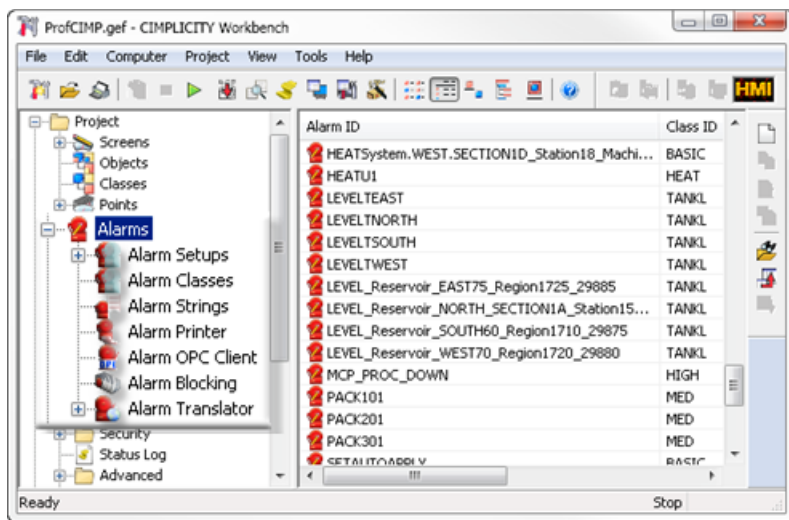 ProfCIMP.gef - CIMPLICITY Workbench
File Edit Computer Project View Tools Help
HMI
Project
Screens
Objects
Classes
Points
Alarms
Alarm Setups
Alarm Classes
Alarm Strings
Alarm Printer
Alarm OPC Client
Alarm Blocking
Alarm Translator
Security
Status Log
Advanced
Alarm ID Class ID
HEATSystem.WEST.SECTION1D_Station18_Machi... BASIC
HEATU1 HEAT
LEVELTEAST TANKL
LEVELTNORTH TANKL
LEVELTSOUTH TANKL
LEVELTWEST TANKL
LEVEL_Reservoir_EAST75_Region1725_29885 TANKL
LEVEL_Reservoir_NORTH_SECTION1A_Station15... TANKL
LEVEL_Reservoir_SOUTH60_Region1710_29875 TANKL
LEVEL_Reservoir_WEST70_Region1720_29880 TANKL
MCP_PROC_DOWN HIGH
PACK101 MED
PACK201 MED
PACK301 MED
SETAUTOAPPLY BASIC
Ready Stop